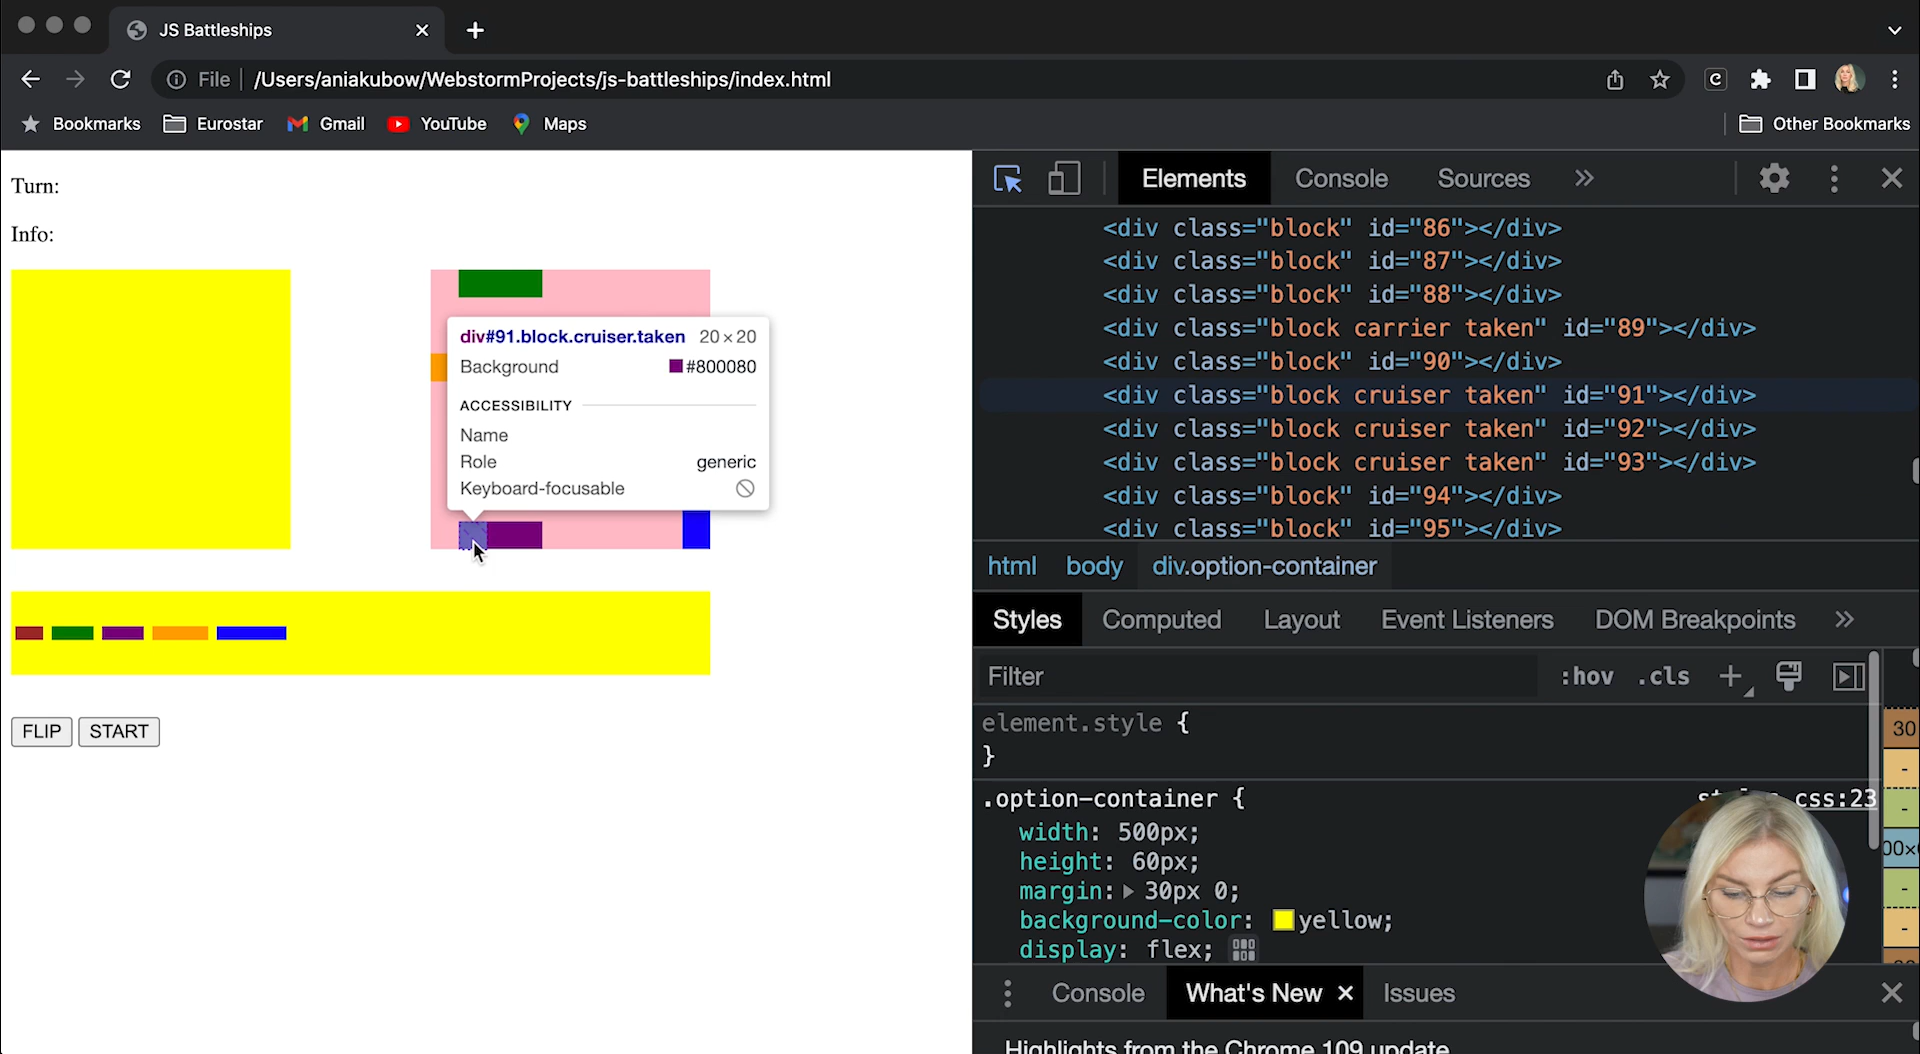 JS Battleships
File /Users/aniakubow/WebstormProjects/js-battleships/index.html
Bookmarks Eurostar Gmail YouTube Maps Other Bookmarks
Turn:
Info:
div#91.block.cruiser.taken 20×20
Background #800080
ACCESSIBILITY
Name
Role generic
Keyboard-focusable
FLIP START
Elements Console Sources
<div class="block" id="86"></div>
<div class="block" id="87"></div>
<div class="block" id="88"></div>
<div class="block carrier taken" id="89"></div>
<div class="block" id="90"></div>
<div class="block cruiser taken" id="91"></div>
<div class="block cruiser taken" id="92"></div>
<div class="block cruiser taken" id="93"></div>
<div class="block" id="94"></div>
<div class="block" id="95"></div>
html body div.option-container
Styles Computed Layout Event Listeners DOM Breakpoints
Filter :hov .cls
element.style {
}
30
.option-container { css:23
width: 500px;
height: 60px;
margin: 30px 0;
background-color: yellow;
display: flex;
Console What's New Issues
Highlights from the Chrome 109 update